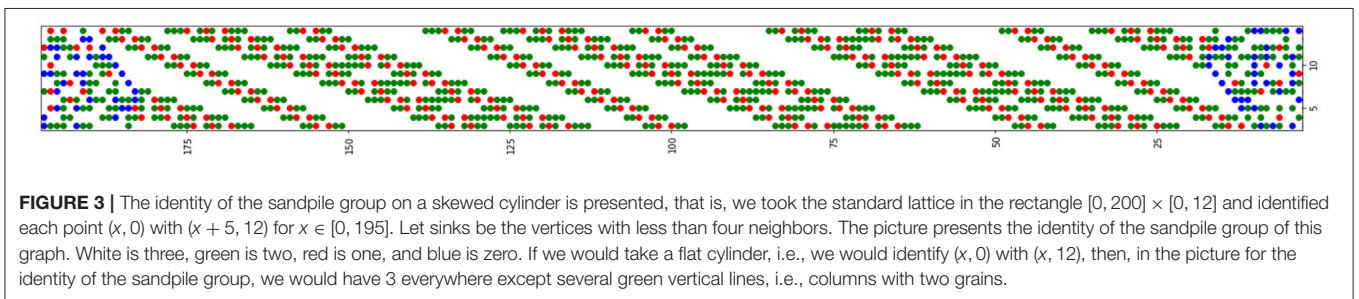 10
5
175
150
125
100
75
50
25
FIGURE 3 | The identity of the sandpile group on a skewed cylinder is presented, that is, we took the standard lattice in the rectangle [0, 200] × [0, 12] and identified
each point (x, 0) with (x + 5, 12) for x ∈ [0, 195]. Let sinks be the vertices with less than four neighbors. The picture presents the identity of the sandpile group of this
graph. White is three, green is two, red is one, and blue is zero. If we would take a flat cylinder, i.e., we would identify (x, 0) with (x, 12), then, in the picture for the
identity of the sandpile group, we would have 3 everywhere except several green vertical lines, i.e., columns with two grains.